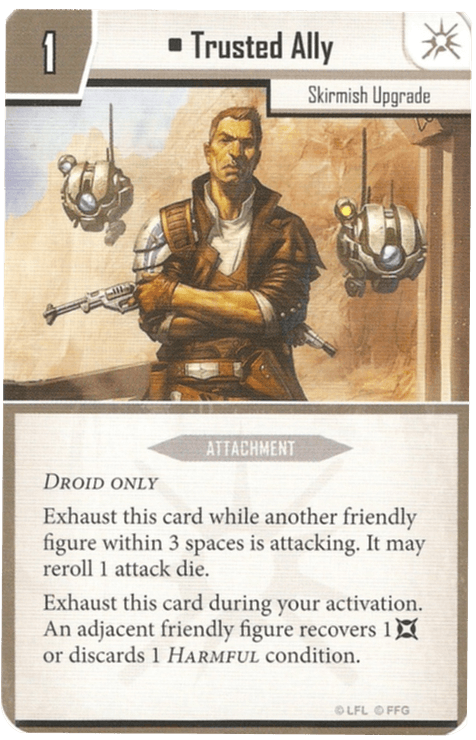 1
▪ Trusted Ally
Skirmish Upgrade
ATTACHMENT
DROID ONLY
Exhaust this card while another friendly
figure within 3 spaces is attacking. It may
reroll 1 attack die.
Exhaust this card during your activation.
An adjacent friendly figure recovers 1
or discards 1 HARMFUL condition.
© LFL © FFG